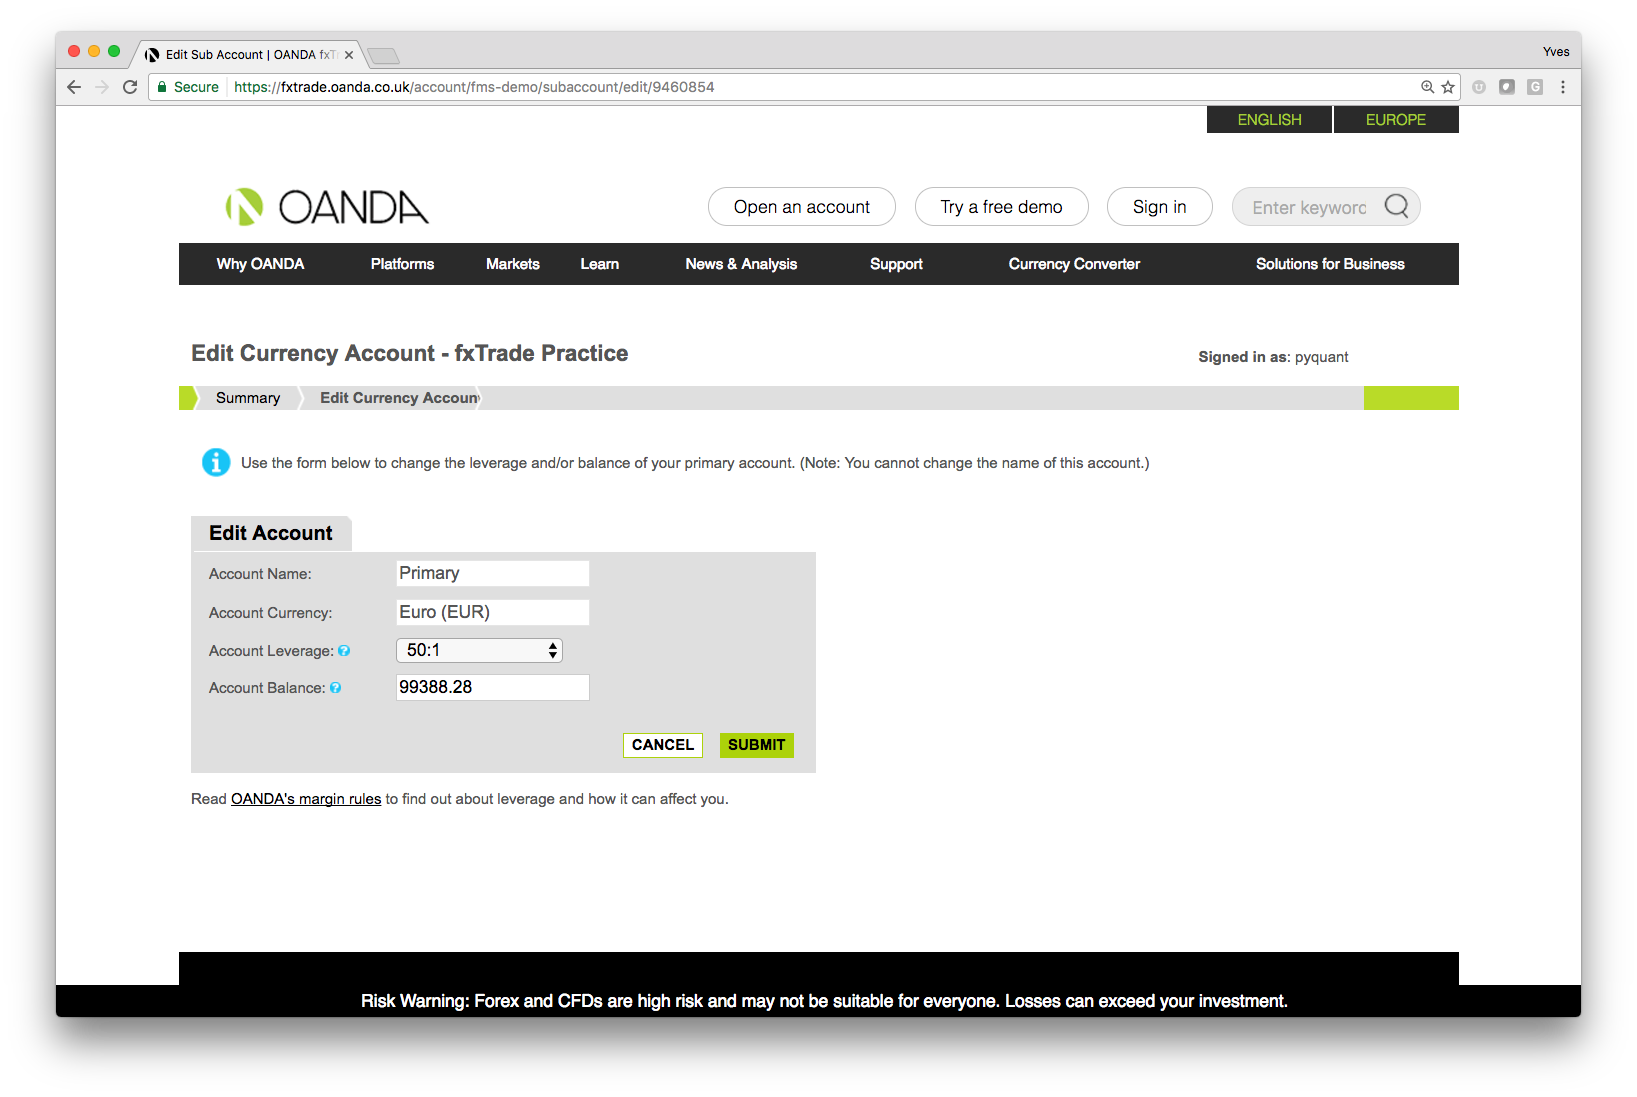 Edit Sub Account | OANDA fxT
Yves
Secure https://fxtrade.oanda.co.uk/account/fms-demo/subaccount/edit/9460854
ENGLISH EUROPE
OANDA Open an account Try a free demo Sign in Enter keyword
Why OANDA Platforms Markets Learn News & Analysis Support Currency Converter Solutions for Business
Edit Currency Account - fxTrade Practice
Signed in as: pyquant
Summary Edit Currency Accoun
Use the form below to change the leverage and/or balance of your primary account. (Note: You cannot change the name of this account.)
Edit Account
Account Name: Primary
Account Currency: Euro (EUR)
Account Leverage: ? 50:1
Account Balance: ? 99388.28
CANCEL SUBMIT
Read OANDA's margin rules to find out about leverage and how it can affect you.
Risk Warning: Forex and CFDs are high risk and may not be suitable for everyone. Losses can exceed your investment.